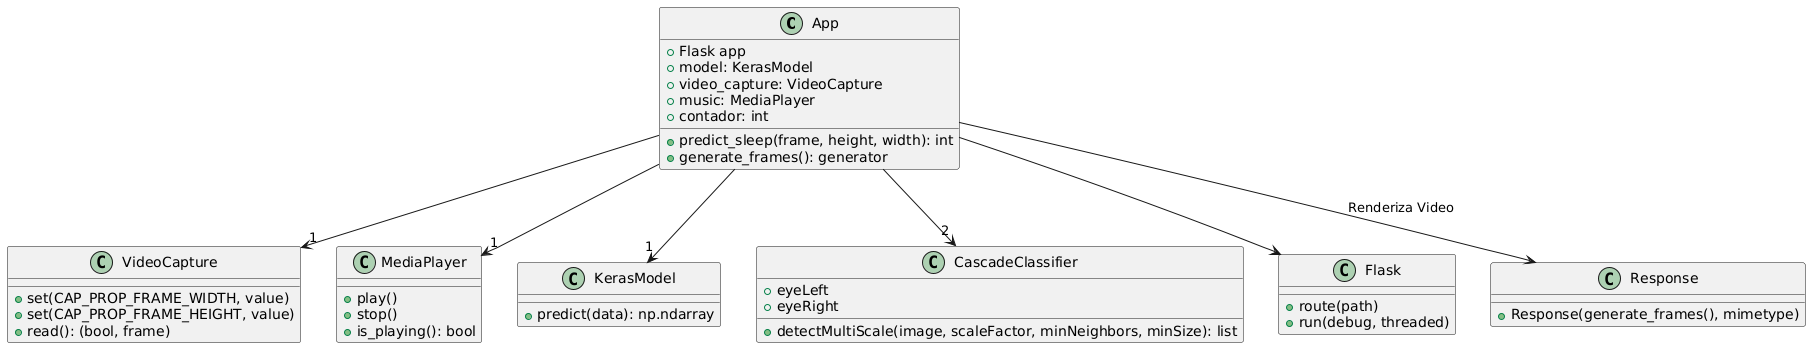 C App
Flask app
model: KerasModel
video_capture: VideoCapture
music: MediaPlayer
contador: int
predict_sleep(frame, height, width): int
generate_frames(): generator
Renderiza Video
1
1
1
2
C VideoCapture
set(CAP_PROP_FRAME_WIDTH, value)
set(CAP_PROP_FRAME_HEIGHT, value)
read(): (bool, frame)
C MediaPlayer
play()
stop()
is_playing(): bool
C KerasModel
predict(data): np.ndarray
C CascadeClassifier
eyeLeft
eyeRight
detectMultiScale(image, scaleFactor, minNeighbors, minSize): list
C Flask
route(path)
run(debug, threaded)
C Response
Response(generate_frames(), mimetype)